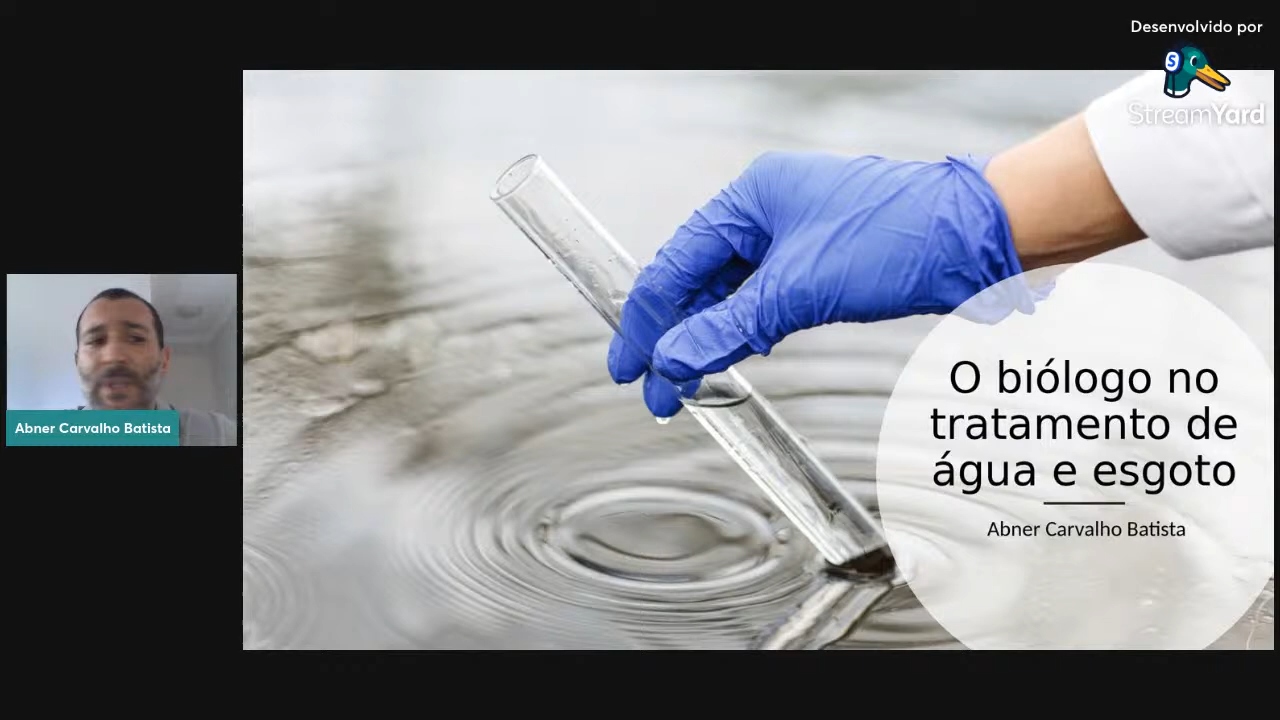 Desenvolvido por
StreamYard
O biólogo no
tratamento de
água e esgoto
Abner Carvalho Batista
Abner Carvalho Batista